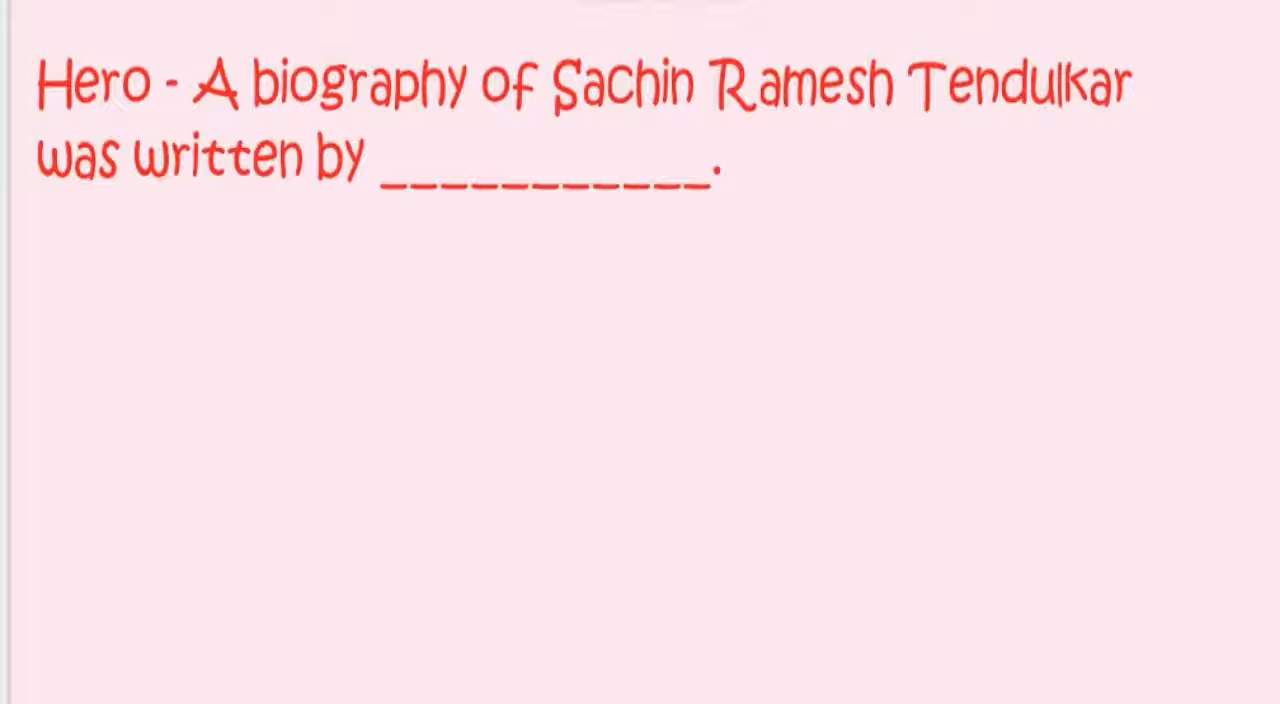 Hero - A biography of Sachin Ramesh Tendulkar
was written by ___________.